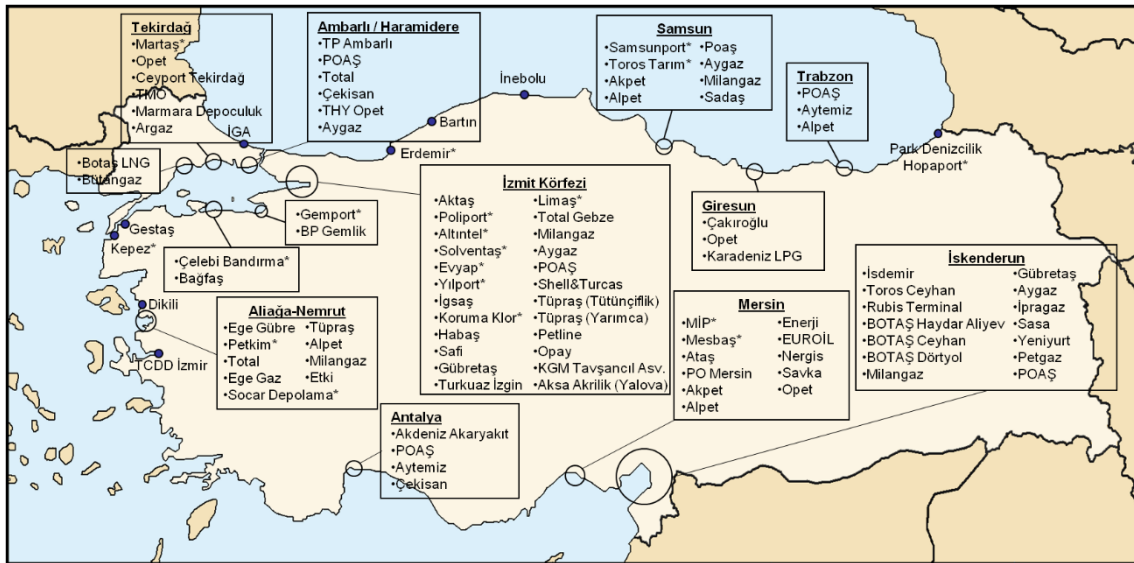 Tekirdağ
•Martaş*
•Opet
•Ceyport Tekirdağ
•TMO
•Marmara Depoculuk
•Argaz
İGA
•Botaş LNG
•Butangaz
Ambarlı / Haramidere
•TP Ambarlı
•POAŞ
•Total
•Çekisan
•THY Opet
•Aygaz
Bartın
Erdemir*
İnebolu
Samsun
•Samsunport*
•Toros Tarım*
•Akpet
•Alpet
•Poaş
•Aygaz
•Milangaz
•Sadaş
Trabzon
•POAŞ
•Aytemiz
•Alpet
Park Denizcilik
Hopaport*
Giresun
•Çakıroğlu
•Opet
•Karadeniz LPG
•Gemport*
•BP Gemlik
Gestaş
Kepez*
•Çelebi Bandırma*
•Bağfaş
İzmit Körfezi
•Aktaş
•Poliport*
•Altıntel*
•Solventaş*
•Evyap*
•Yılport*
•İgsaş
•Koruma Klor*
•Habaş
•Safi
•Gübretaş
•Turkuaz İzgin
•Limaş*
•Total Gebze
•Milangaz
•Aygaz
•POAŞ
•Shell&Turcas
•Tüpraş (Tütünçiflik)
•Tüpraş (Yarımca)
•Petline
•Opay
•KGM Tavşancıl Asv.
•Aksa Akrilik (Yalova)
Dikili
TCDD İzmir
Aliağa-Nemrut
•Ege Gübre
•Petkim*
•Total
•Ege Gaz
•Socar Depolama*
•Tüpraş
•Alpet
•Milangaz
•Etki
Antalya
•Akdeniz Akaryakıt
•POAŞ
•Aytemiz
•Çekisan
Mersin
•MİP*
•Mesbaş*
•Ataş
•PO Mersin
•Akpet
•Alpet
•Enerji
•EUROİL
•Nergis
•Savka
•Opet
İskenderun
•İsdemir
•Toros Ceyhan
•Rubis Terminal
•BOTAŞ Haydar Aliyev
•BOTAŞ Ceyhan
•BOTAŞ Dörtyol
•Milangaz
•Gübretaş
•Aygaz
•İpragaz
•Sasa
•Yeniyurt
•Petgaz
•POAŞ